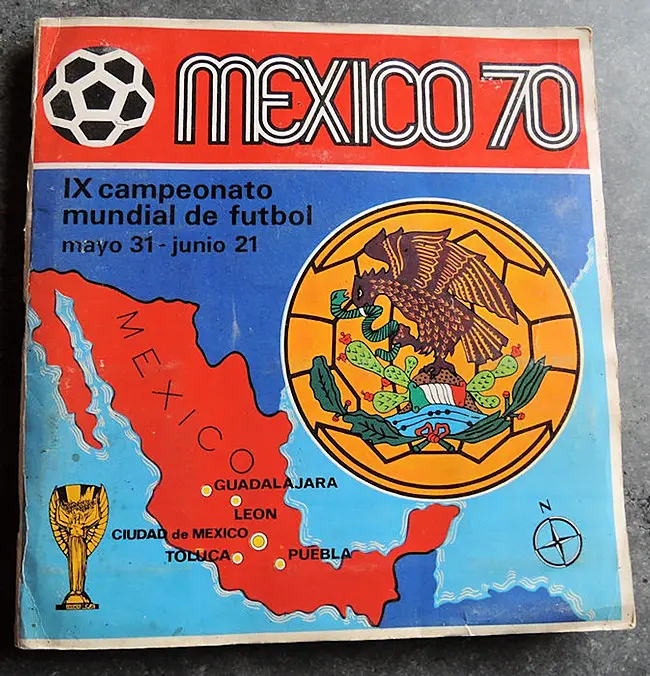 MEXICO 70
IX campeonato
mundial de futbol
mayo 31 - junio 21
MEXICO
GUADALAJARA
LEON
CIUDAD de MEXICO
TOLUCA
PUEBLA
N